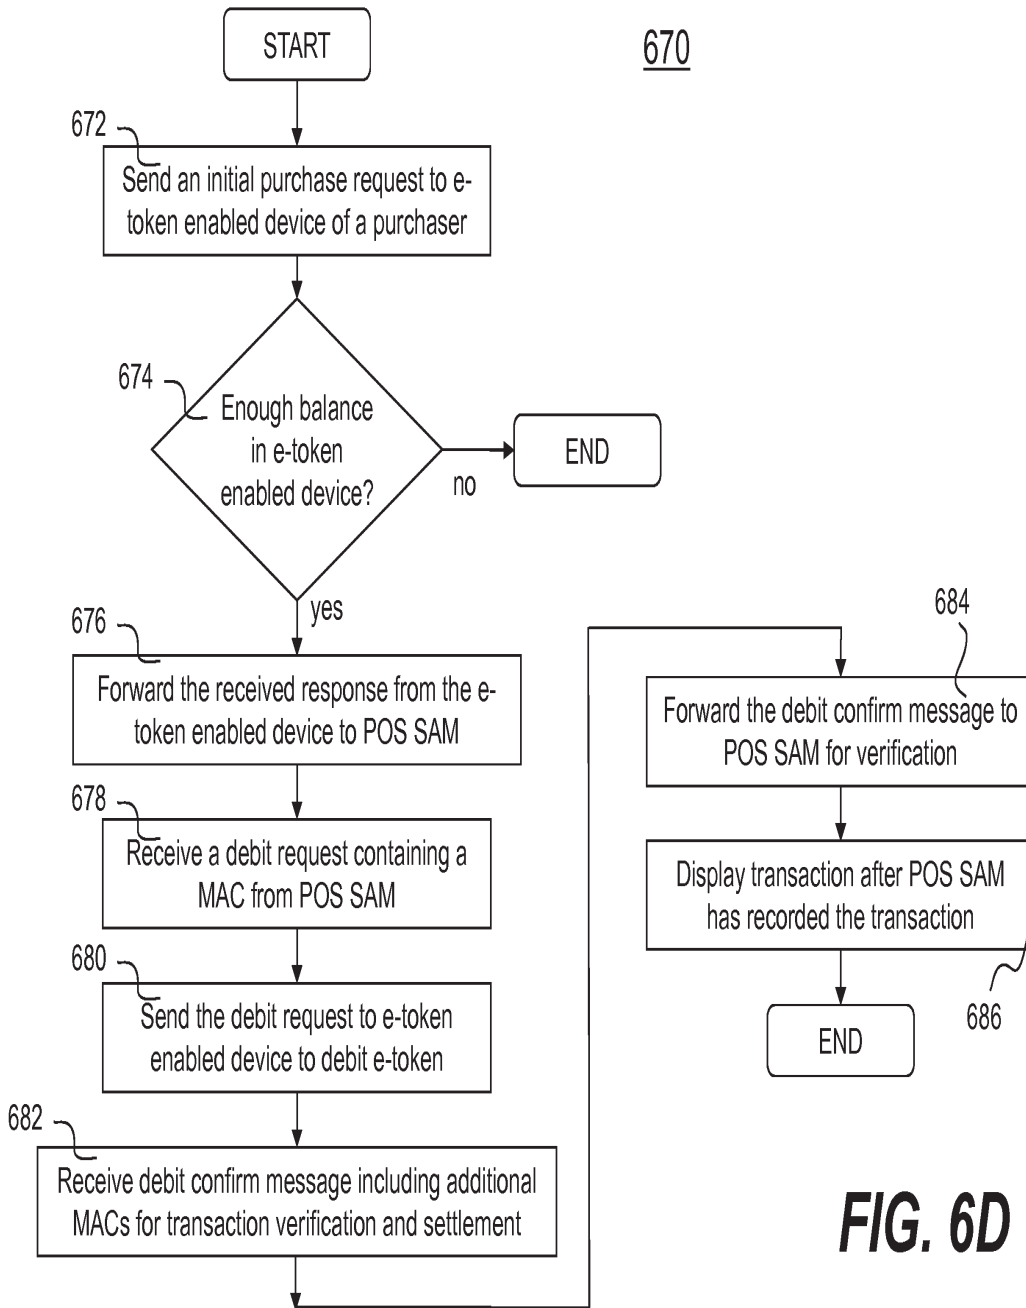 START
670
672
Send an initial purchase request to e-
token enabled device of a purchaser
674
Enough balance
in e-token
enabled device?
no
END
yes
676
Forward the received response from the e-
token enabled device to POS SAM
678
Receive a debit request containing a
MAC from POS SAM
680
Send the debit request to e-token
enabled device to debit e-token
682
Receive debit confirm message including additional
MACs for transaction verification and settlement
684
Forward the debit confirm message to
POS SAM for verification
Display transaction after POS SAM
has recorded the transaction
686
END
FIG. 6D